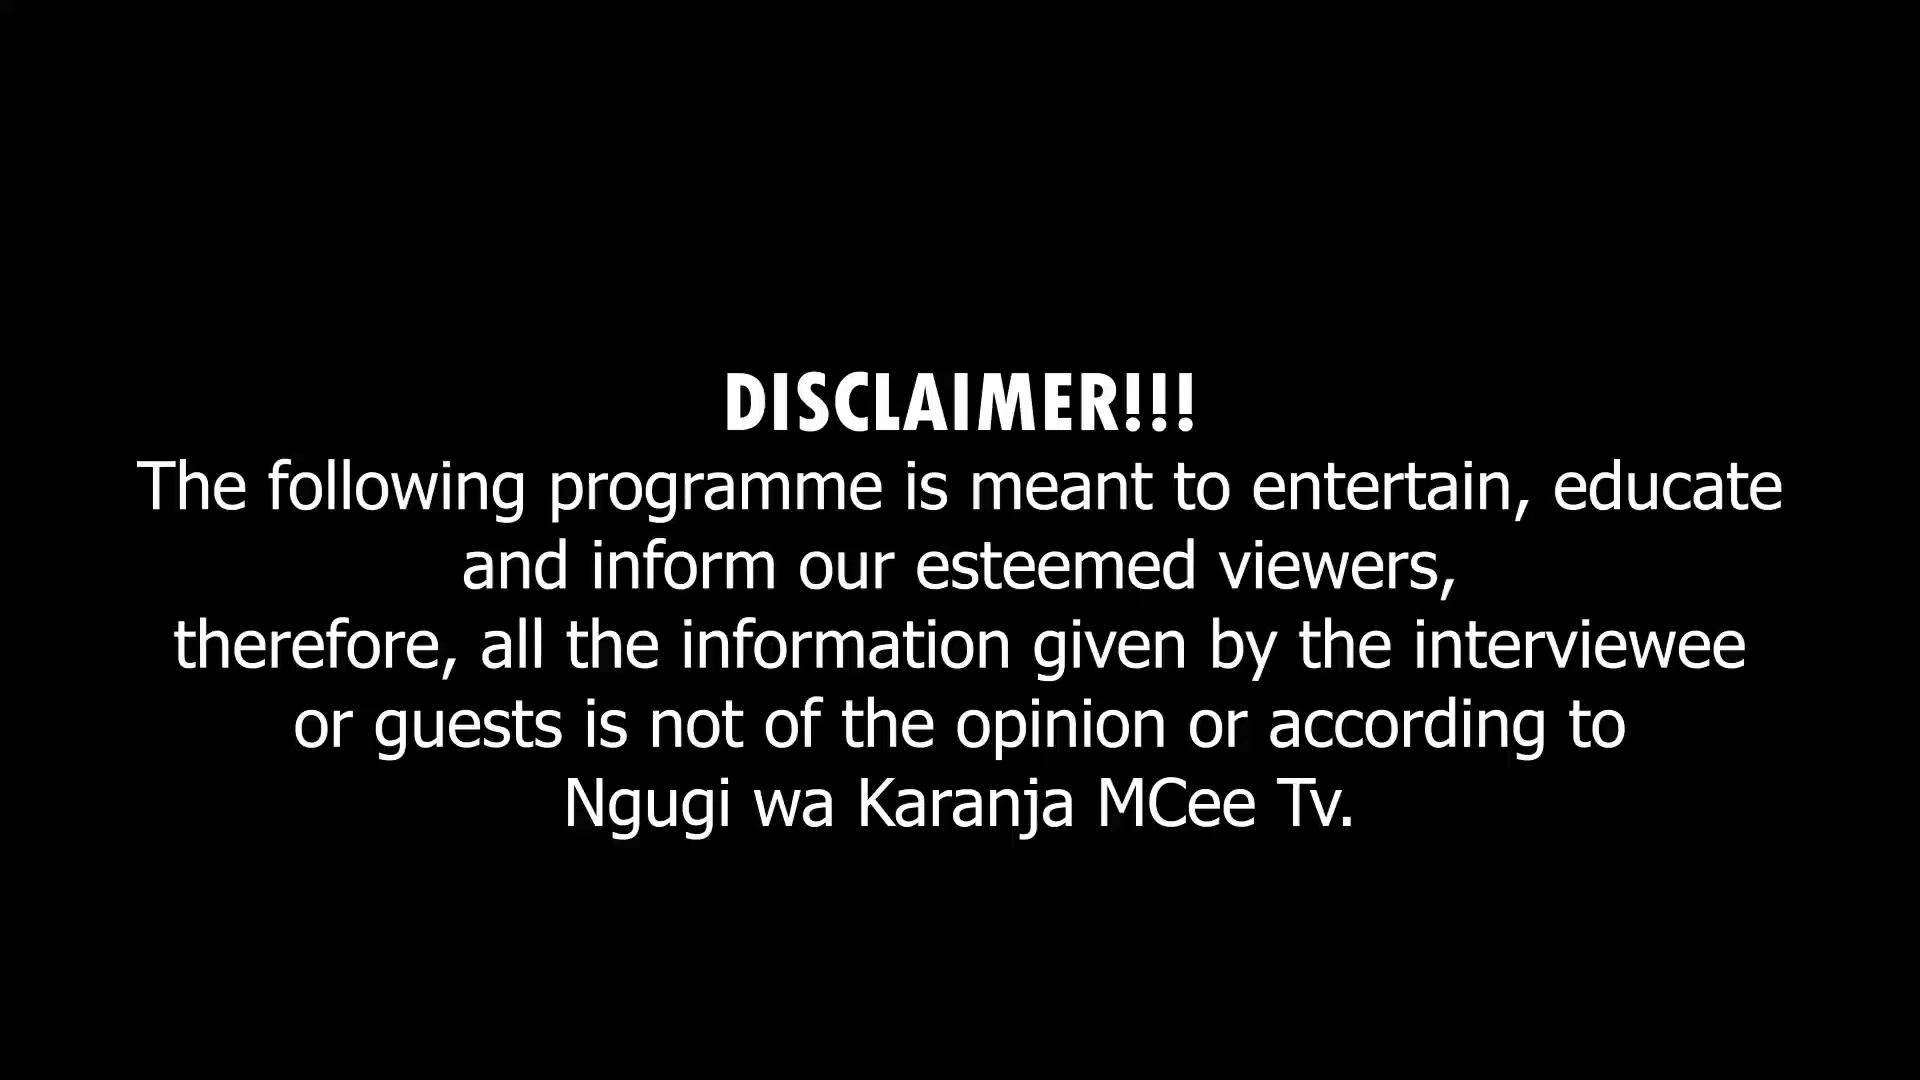 DISCLAIMER!!!
The following programme is meant to entertain, educate
and inform our esteemed viewers,
therefore, all the information given by the interviewee
or guests is not of the opinion or according to
Ngugi wa Karanja MCee Tv.